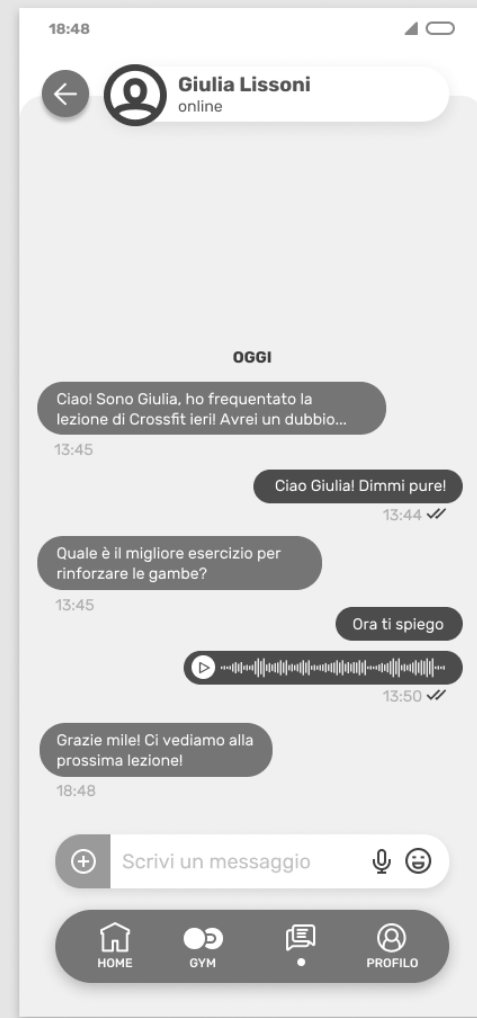 18:48
Giulia Lissoni
online
OGGI
Ciao! Sono Giulia, ho frequentato la
lezione di Crossfit ieri! Avrei un dubbio...
13:45
Ciao Giulia! Dimmi pure!
13:44
Quale è il migliore esercizio per
rinforzare le gambe?
13:45
Ora ti spiego
13:50
Grazie mile! Ci vediamo alla
prossima lezione!
18:48
Scrivi un messaggio
HOME
GYM
PROFILO